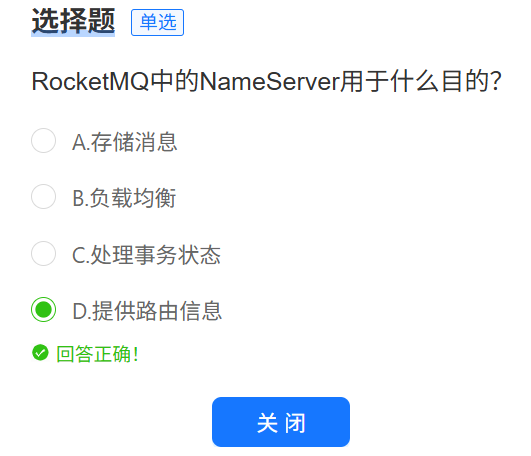 选择题 单选
RocketMQ中的NameServer用于什么目的?
A.存储消息
B.负载均衡
C.处理事务状态
D.提供路由信息
回答正确!
关 闭